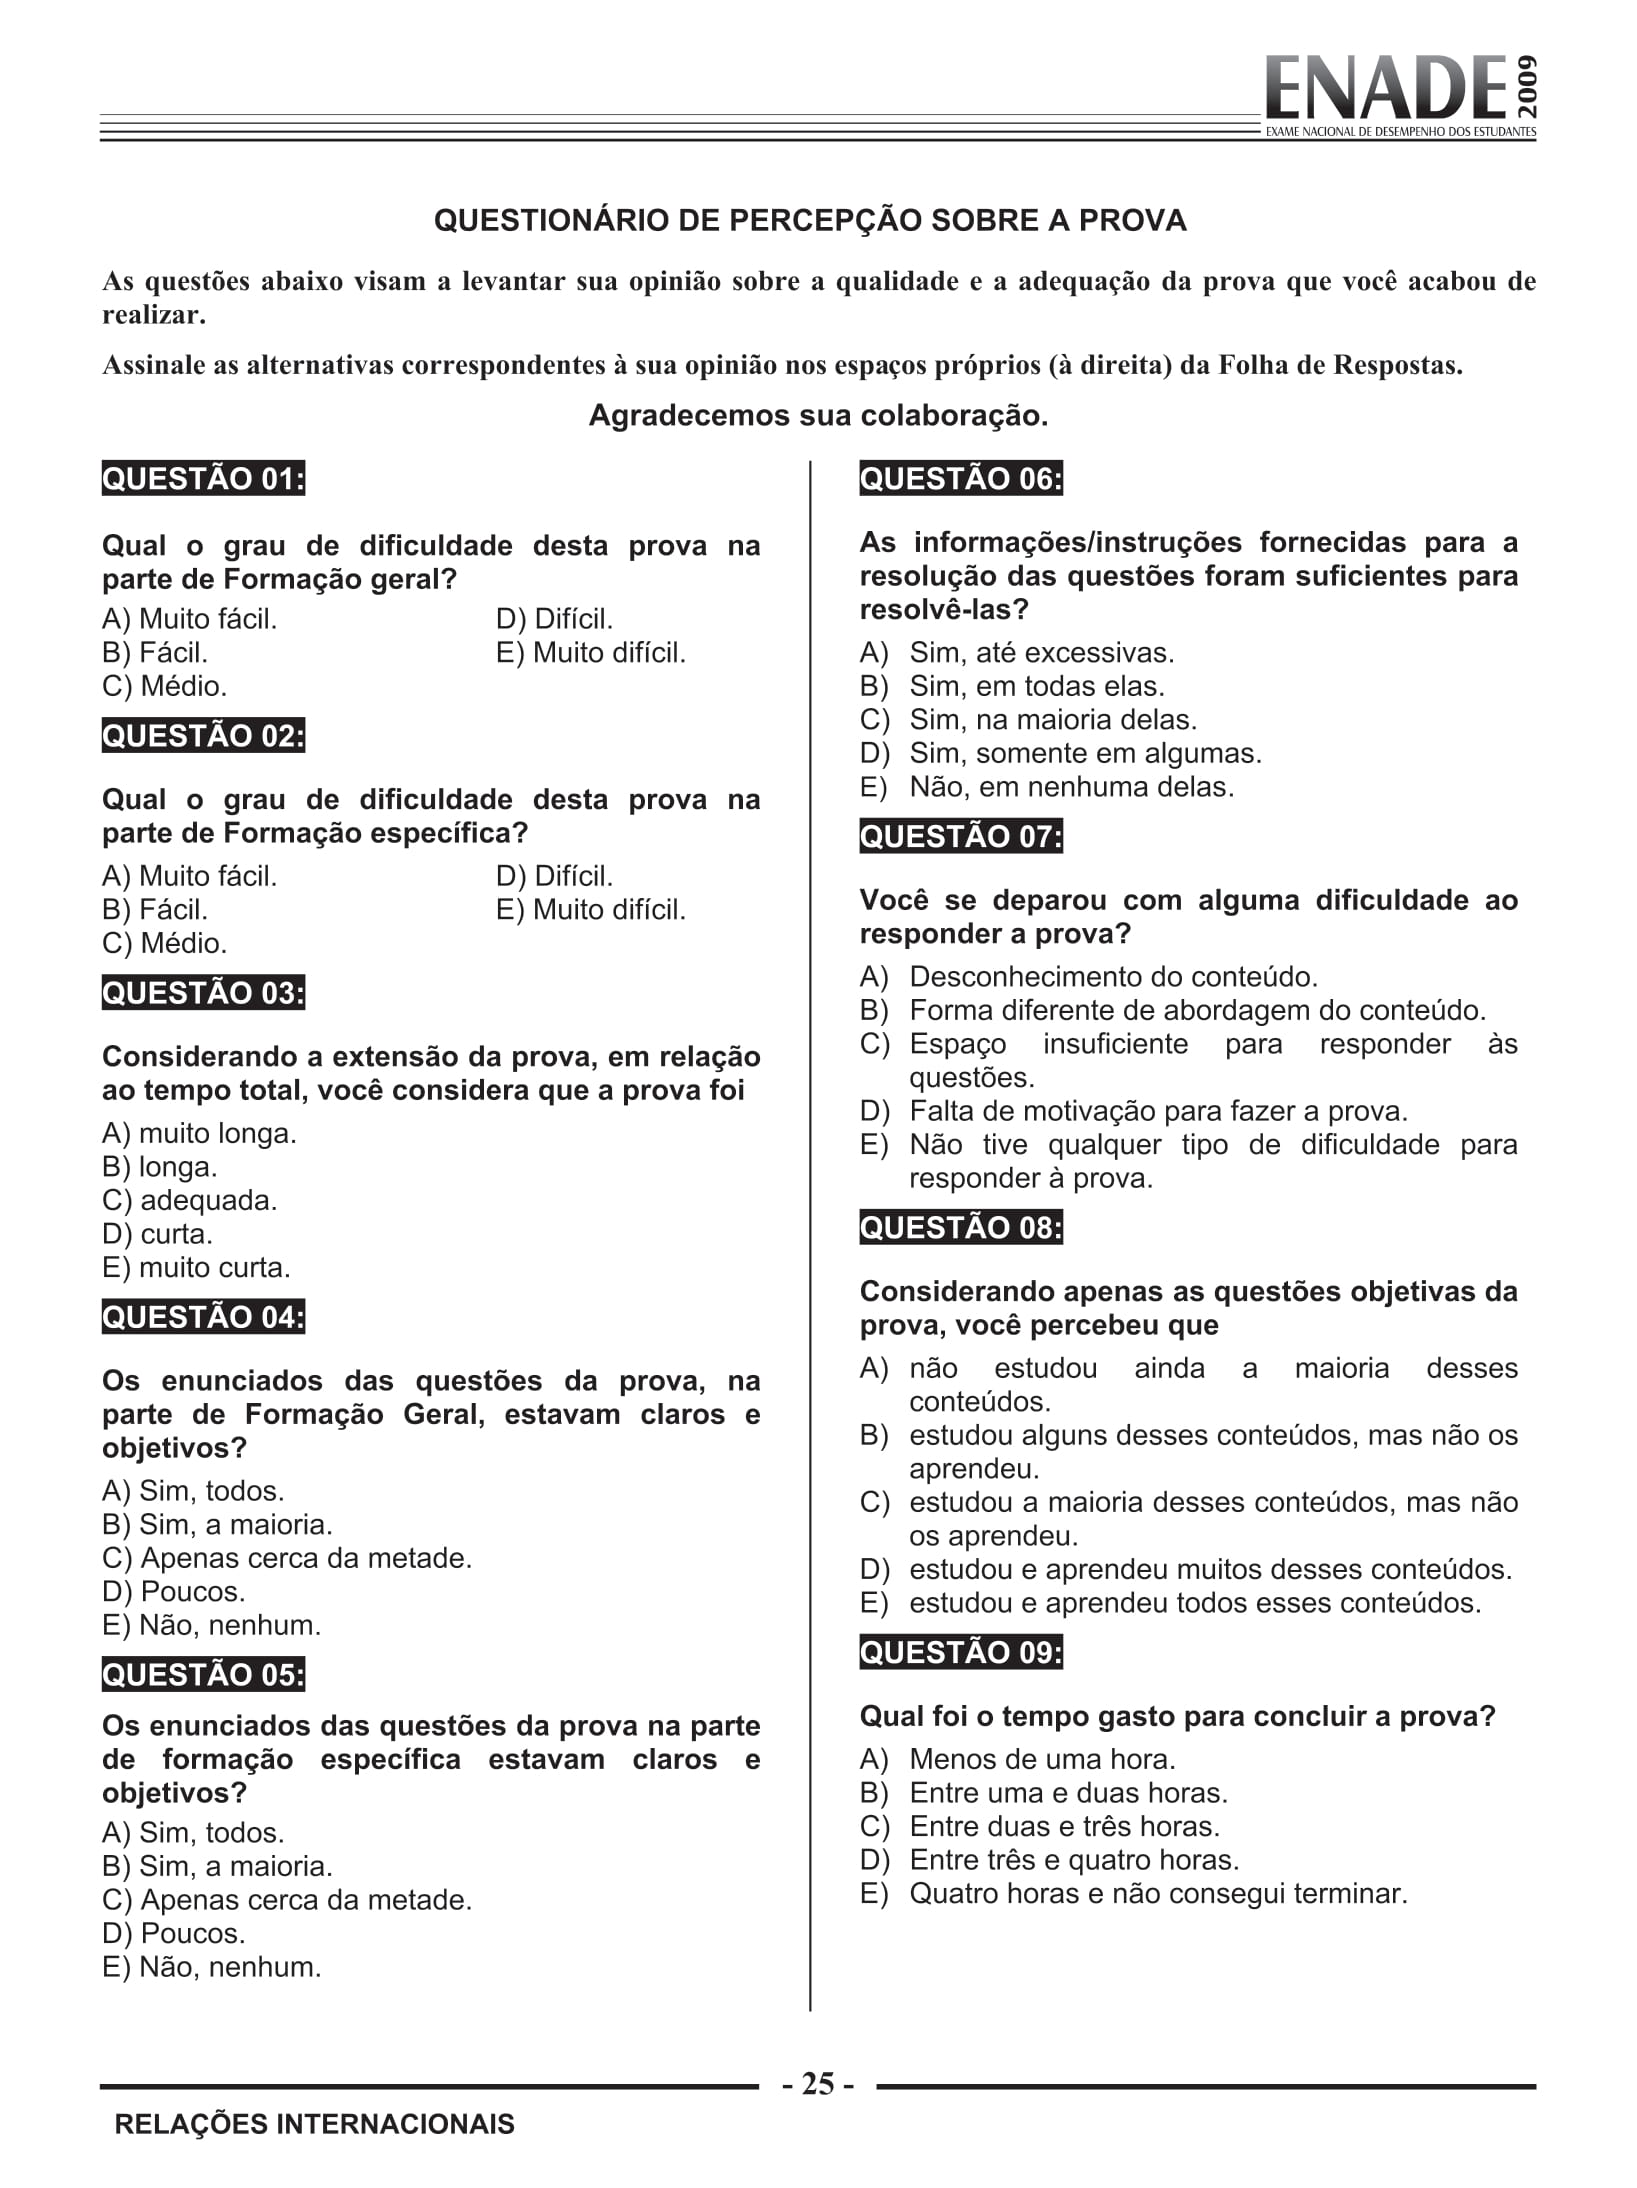 ENADE 2009
EXAME NACIONAL DE DESEMPENHO DOS ESTUDANTES
QUESTIONÁRIO DE PERCEPÇÃO SOBRE A PROVA
As questões abaixo visam a levantar sua opinião sobre a qualidade e a adequação da prova que você acabou de
realizar.
Assinale as alternativas correspondentes à sua opinião nos espaços próprios (à direita) da Folha de Respostas.
Agradecemos sua colaboração.
QUESTÃO 01:
Qual o grau de dificuldade desta prova na
parte de Formação geral?
A) Muito fácil.
B) Fácil.
C) Médio.
D) Difícil.
E) Muito difícil.
QUESTÃO 02:
Qual o grau de dificuldade desta prova na
parte de Formação específica?
A) Muito fácil.
B) Fácil.
C) Médio.
D) Difícil.
E) Muito difícil.
QUESTÃO 03:
Considerando a extensão da prova, em relação
ao tempo total, você considera que a prova foi
A) muito longa.
B) longa.
C) adequada.
D) curta.
E) muito curta.
QUESTÃO 04:
Os enunciados das questões da prova, na
parte de Formação Geral, estavam claros e
objetivos?
A) Sim, todos.
B) Sim, a maioria.
C) Apenas cerca da metade.
D) Poucos.
E) Não, nenhum.
QUESTÃO 05:
Os enunciados das questões da prova na parte
de formação específica estavam claros e
objetivos?
A) Sim, todos.
B) Sim, a maioria.
C) Apenas cerca da metade.
D) Poucos.
E) Não, nenhum.
QUESTÃO 06:
As informações/instruções fornecidas para a
resolução das questões foram suficientes para
resolvê-las?
A) Sim, até excessivas.
B) Sim, em todas elas.
C) Sim, na maioria delas.
D) Sim, somente em algumas.
E) Não, em nenhuma delas.
QUESTÃO 07:
Você se deparou com alguma dificuldade ao
responder a prova?
A) Desconhecimento do conteúdo.
B) Forma diferente de abordagem do conteúdo.
C) Espaço insuficiente para responder às
questões.
D) Falta de motivação para fazer a prova.
E) Não tive qualquer tipo de dificuldade para
responder à prova.
QUESTÃO 08:
Considerando apenas as questões objetivas da
prova, você percebeu que
A) não estudou ainda a maioria desses
conteúdos.
B) estudou alguns desses conteúdos, mas não os
aprendeu.
C) estudou a maioria desses conteúdos, mas não
os aprendeu.
D) estudou e aprendeu muitos desses conteúdos.
E) estudou e aprendeu todos esses conteúdos.
QUESTÃO 09:
Qual foi o tempo gasto para concluir a prova?
A) Menos de uma hora.
B) Entre uma e duas horas.
C) Entre duas e três horas.
D) Entre três e quatro horas.
E) Quatro horas e não consegui terminar.
- 25 -
RELAÇÕES INTERNACIONAIS